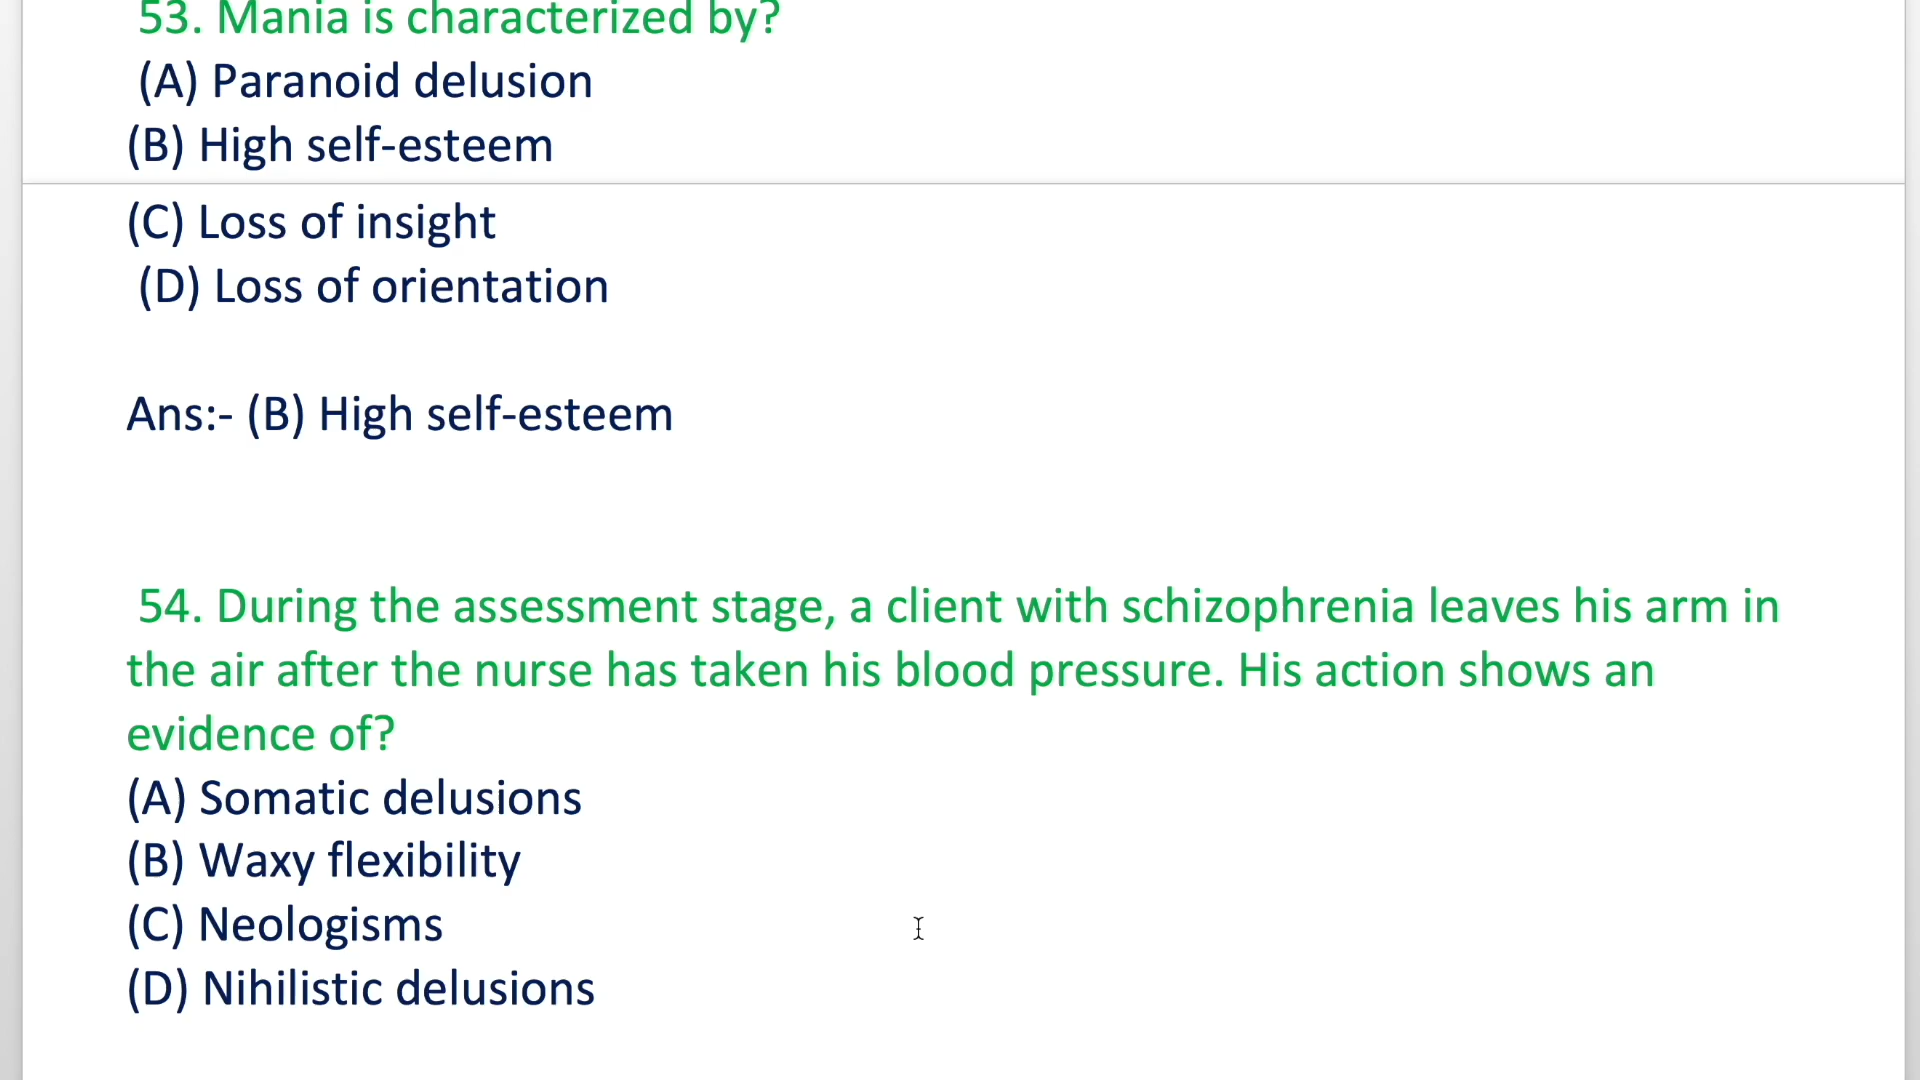 53. Mania is characterized by?
(A) Paranoid delusion
(B) High self-esteem
(C) Loss of insight
(D) Loss of orientation
Ans:- (B) High self-esteem
54. During the assessment stage, a client with schizophrenia leaves his arm in
the air after the nurse has taken his blood pressure. His action shows an
evidence of?
(A) Somatic delusions
(B) Waxy flexibility
(C) Neologisms
(D) Nihilistic delusions